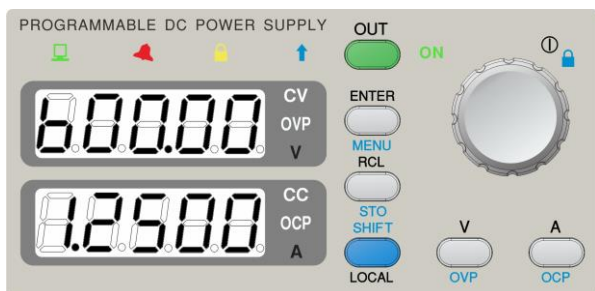 PROGRAMMABLE DC POWER SUPPLY
OUT
ON
600.00
CV
OVP
V
ENTER
MENU
RCL
STO
1.2500
CC
OCP
A
SHIFT
LOCAL
V
OVP
A
OCP